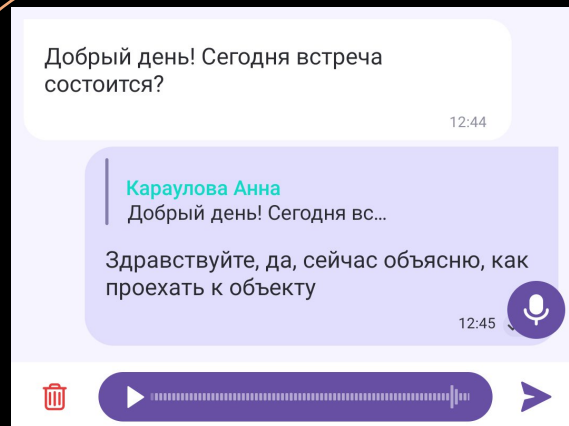 Добрый день! Сегодня встреча
состоится?
12:44
Караулова Анна
Добрый день! Сегодня вс...
Здравствуйте, да, сейчас объясню, как
проехать к объекту
12:45